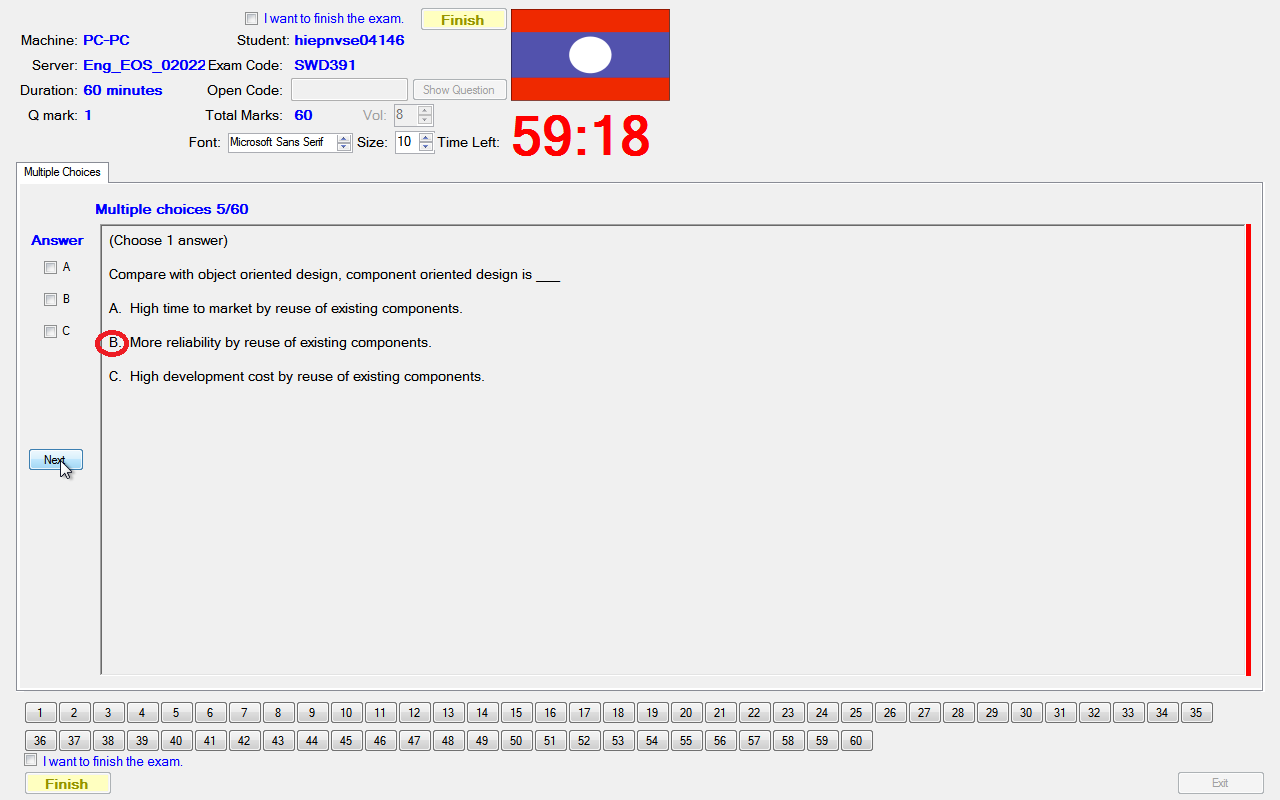 I want to finish the exam. Finish
Machine: PC-PC Student: hiepnvse04146
Server: Eng_EOS_02022 Exam Code: SWD391
Duration: 60 minutes Open Code: Show Question
Q mark: 1 Total Marks: 60 Vol: 8
Font: Microsoft Sans Serif Size: 10 Time Left: 59:18
Multiple Choices
Multiple choices 5/60
Answer
A
B
C
Next
(Choose 1 answer)
Compare with object oriented design, component oriented design is ___
A. High time to market by reuse of existing components.
B. More reliability by reuse of existing components.
C. High development cost by reuse of existing components.
1 2 3 4 5 6 7 8 9 10 11 12 13 14 15 16 17 18 19 20 21 22 23 24 25 26 27 28 29 30 31 32 33 34 35
36 37 38 39 40 41 42 43 44 45 46 47 48 49 50 51 52 53 54 55 56 57 58 59 60
I want to finish the exam.
Finish Exit